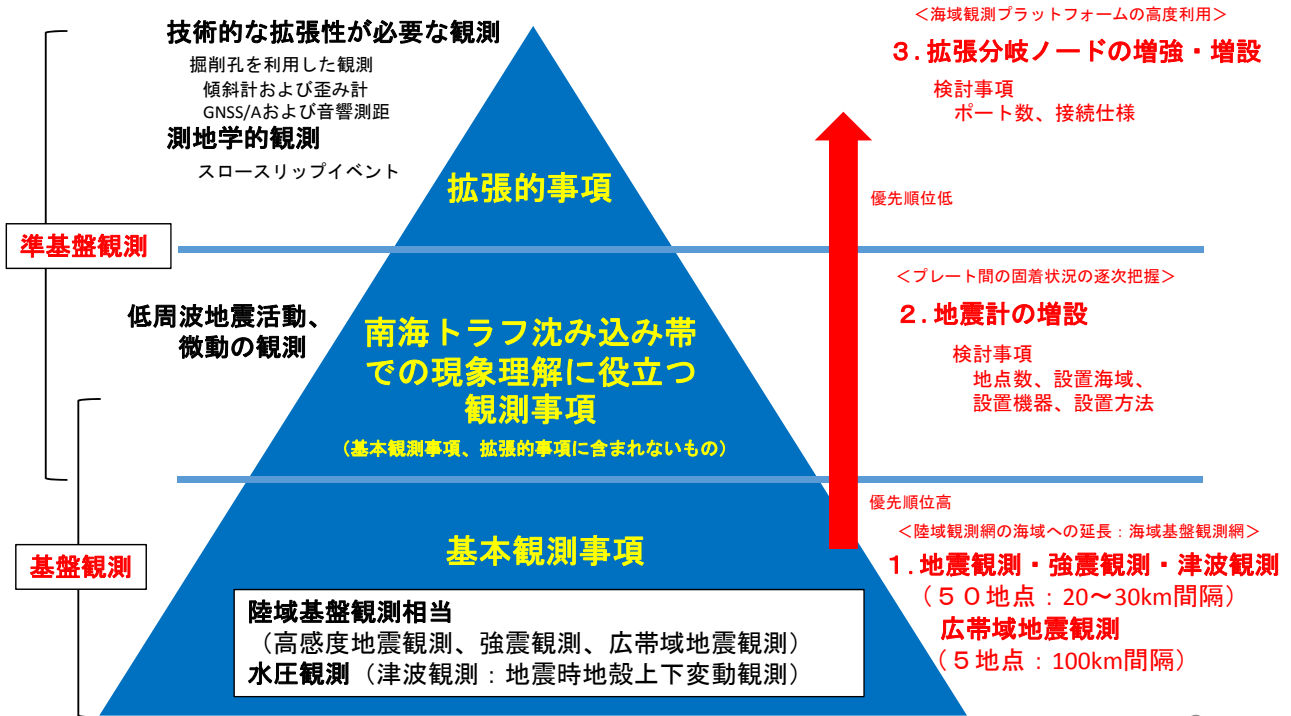 技術的な拡張性が必要な観測
掘削孔を利用した観測
傾斜計および歪み計
GNSS/Aおよび音響測距
測地学的観測
スロースリップイベント
拡張的事項
＜海域観測プラットフォームの高度利用＞
３.拡張分岐ノードの増強・増設
検討事項
ポート数、接続仕様
優先順位低
準基盤観測
低周波地震活動、
微動の観測
南海トラフ沈み込み帯
での現象理解に役立つ
観測事項
（基本観測事項、拡張的事項に含まれないもの）
＜プレート間の固着状況の逐次把握＞
２.地震計の増設
検討事項
地点数、設置海域、
設置機器、設置方法
優先順位高
基盤観測
基本観測事項
陸域基盤観測相当
（高感度地震観測、強震観測、広帯域地震観測）
水圧観測（津波観測：地震時地殻上下変動観測）
＜陸域観測網の海域への延長：海域基盤観測網＞
１.地震観測・強震観測・津波観測
（５０地点：20～30km間隔）
広帯域地震観測
（５地点：100km間隔）